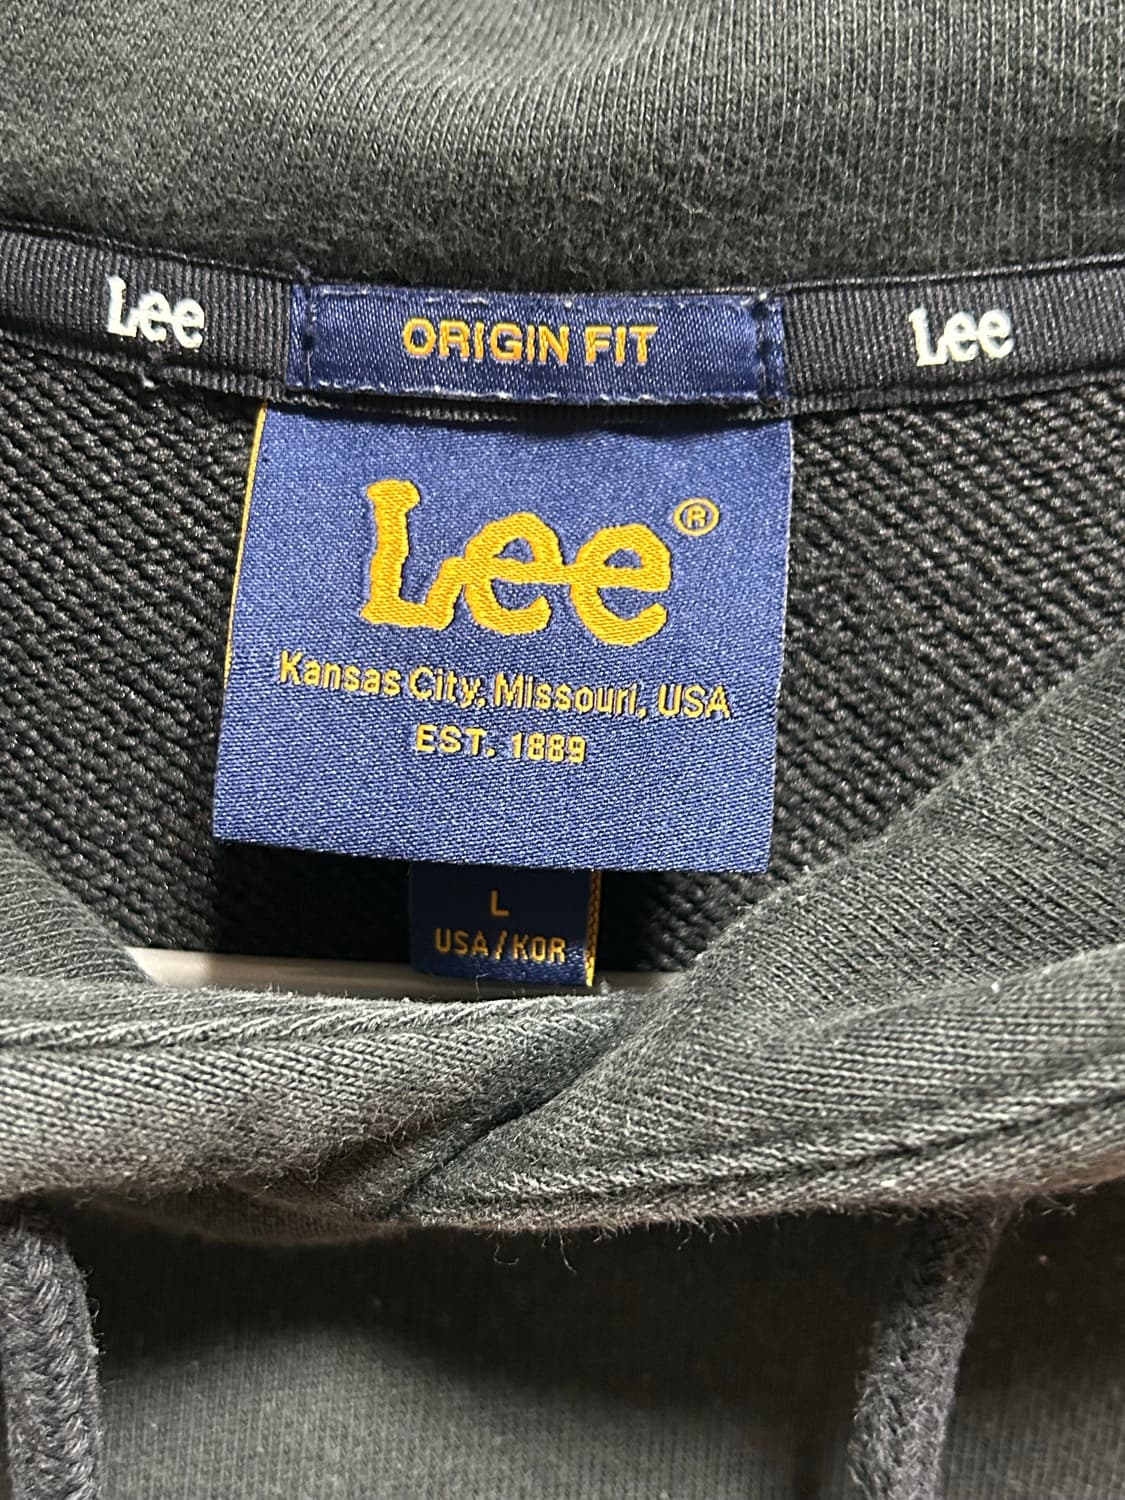 Lee
ORIGIN FIT
Lee
Lee®
Kansas City, Missouri, USA
EST. 1889
L
USA/KOR